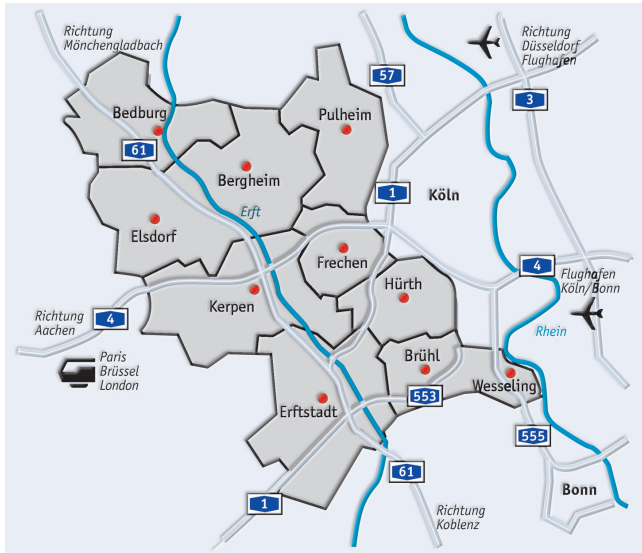 Richtung
Mönchengladbach
Richtung
Düsseldorf
Flughafen
57
3
Bedburg
Pulheim
61
Bergheim
1
Köln
Erft
Elsdorf
Frechen
4
Flughafen
Köln/Bonn
Hürth
Kerpen
Richtung
Aachen
4
Rhein
Paris
Brüssel
London
Brühl
Wesseling
553
Erftstadt
555
61
1
Bonn
Richtung
Koblenz